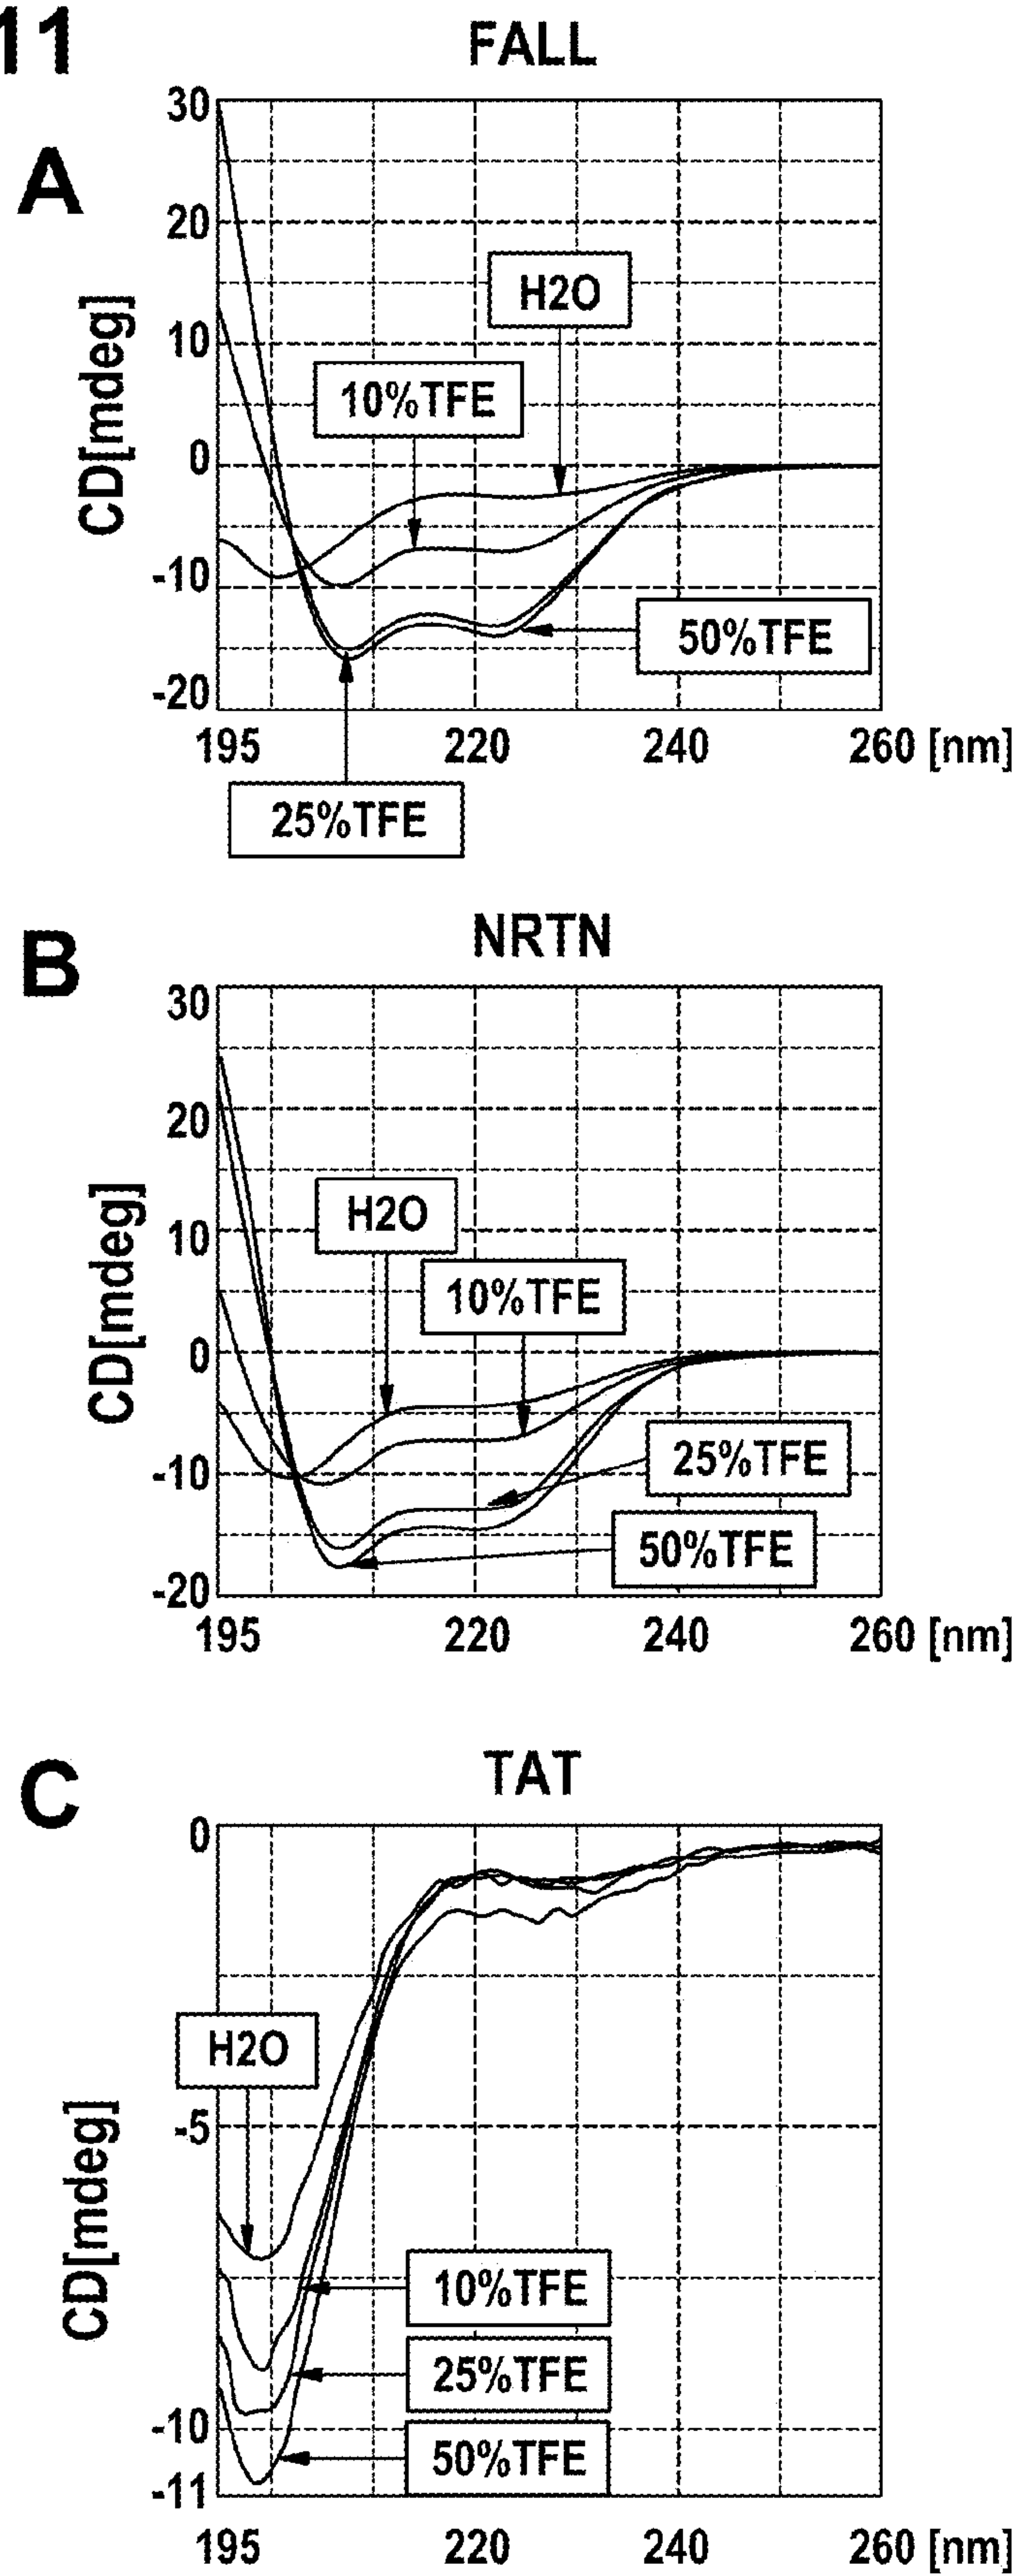 11
FALL
A
30
20
10
0
-10
-20
CD[mdeg]
H2O
10%TFE
50%TFE
25%TFE
195 220 240 260 [nm]
B
NRTN
30
20
10
0
-10
-20
CD[mdeg]
H2O
10%TFE
25%TFE
50%TFE
195 220 240 260 [nm]
C
TAT
0
-5
-10
-11
CD[mdeg]
H2O
10%TFE
25%TFE
50%TFE
195 220 240 260 [nm]